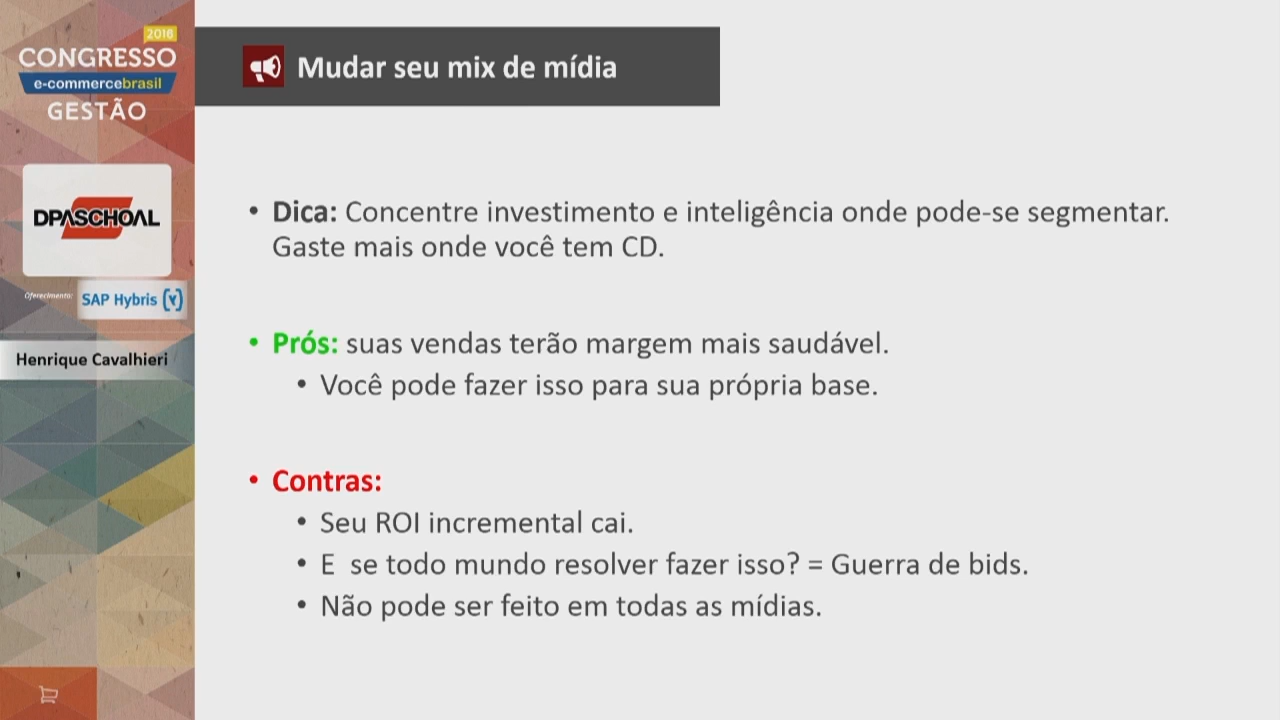 2016
CONGRESSO
e-commercebrasil
GESTÃO
DPASCHOAL
Oferecimento:
SAP Hybris (Y)
Henrique Cavalhieri
Mudar seu mix de mídia
• Dica: Concentre investimento e inteligência onde pode-se segmentar.
Gaste mais onde você tem CD.
• Prós: suas vendas terão margem mais saudável.
• Você pode fazer isso para sua própria base.
• Contras:
• Seu ROI incremental cai.
• E se todo mundo resolver fazer isso? = Guerra de bids.
• Não pode ser feito em todas as mídias.